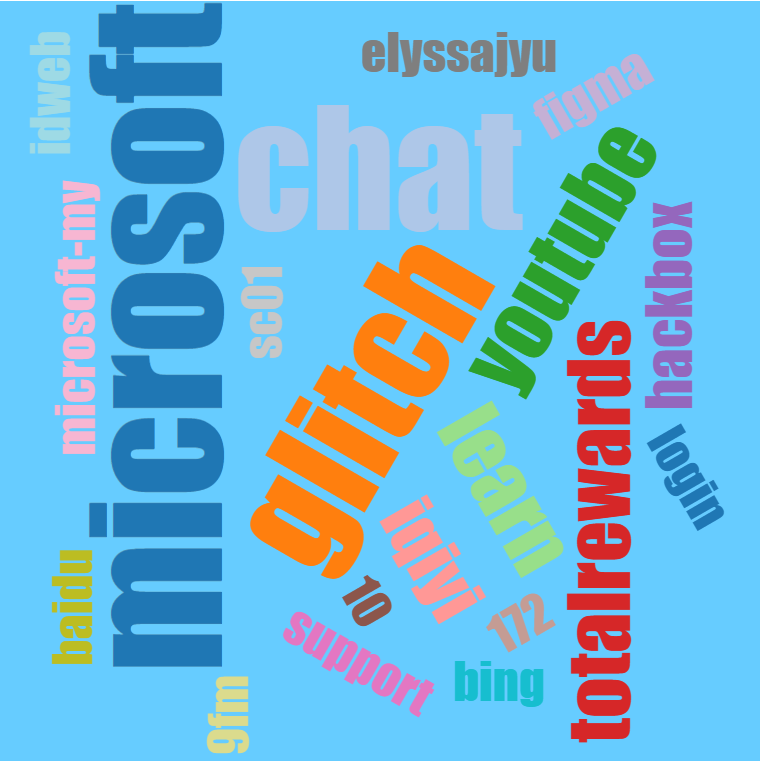 microsoft
elyssajyu
idweb
figma
chat
youtube
microsoft-my
hackbox
sc01
glitch
totalrewards
learn
login
iqiyi
baidu
10
172
support
bing
9fm